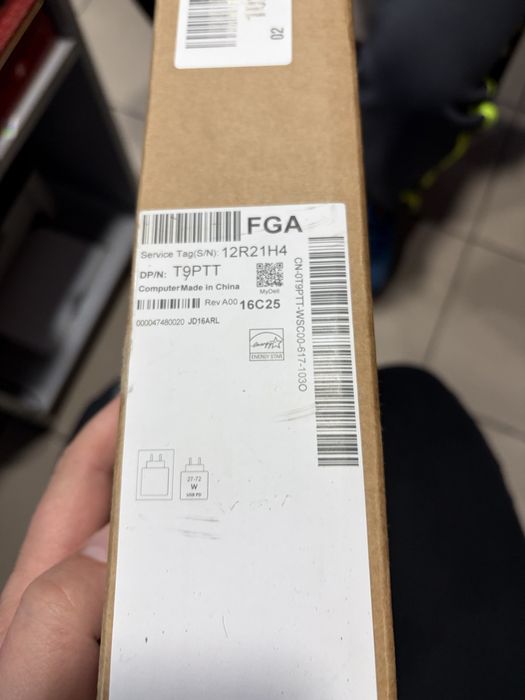 02
FGA
Service Tag(S/N): 12R21H4
DP/N: T9PTT
MyDell
Computer Made in China
Rev A00 16C25
000047480020 JD16ARL
CN-0T9PTT-WSC00-617-103O
ENERGY STAR
27-72
W
USB PD